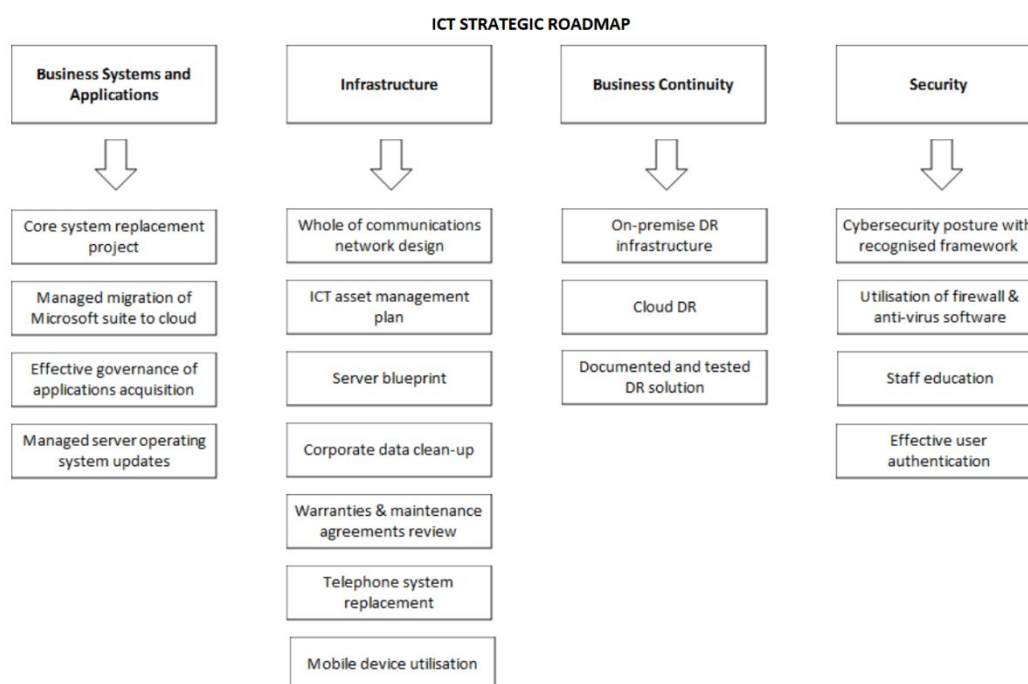 ICT STRATEGIC ROADMAP
Business Systems and
Applications
Infrastructure
Business Continuity
Security
Core system replacement
project
Managed migration of
Microsoft suite to cloud
Effective governance of
applications acquisition
Managed server operating
system updates
Whole of communications
network design
ICT asset management
plan
Server blueprint
Corporate data clean-up
Warranties & maintenance
agreements review
Telephone system
replacement
Mobile device utilisation
On-premise DR
infrastructure
Cloud DR
Documented and tested
DR solution
Cybersecurity posture with
recognised framework
Utilisation of firewall &
anti-virus software
Staff education
Effective user
authentication